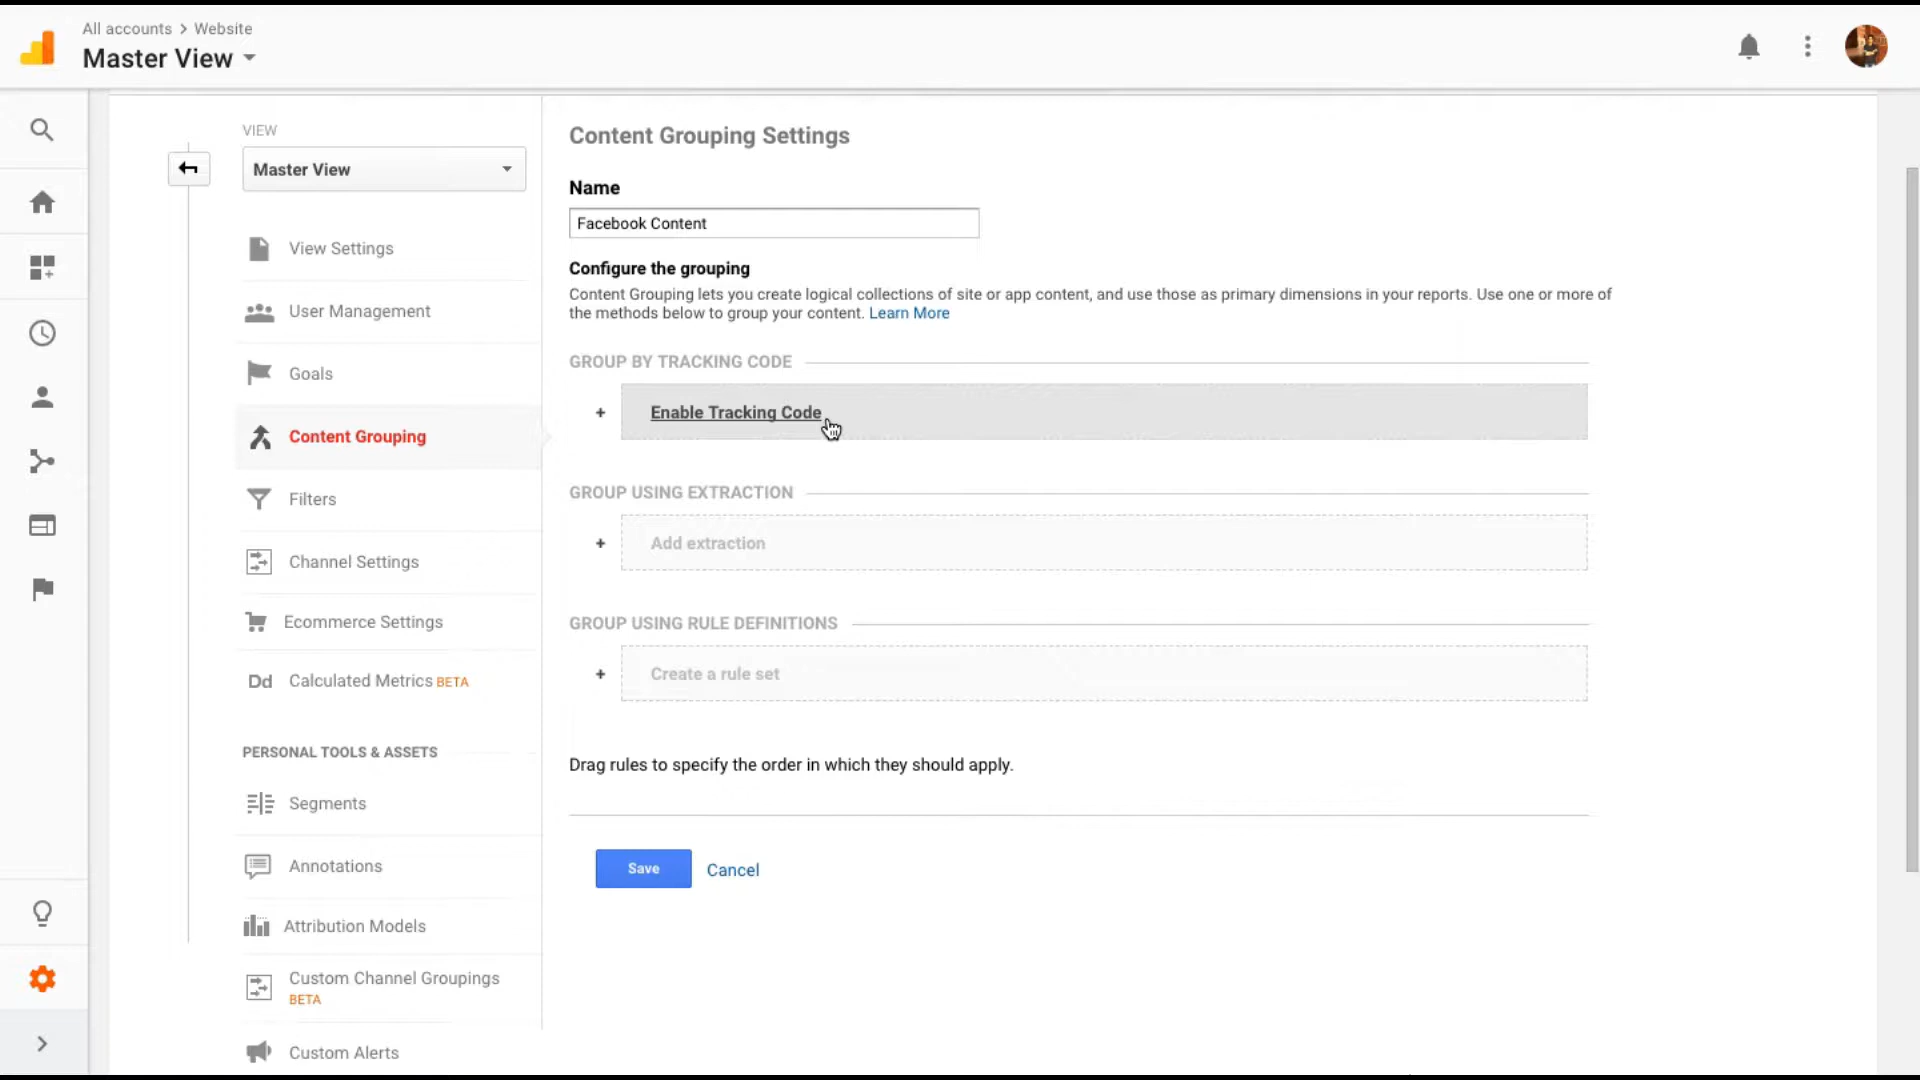 All accounts > Website
Master View
VIEW
Master View
View Settings
User Management
Goals
Content Grouping
Filters
Channel Settings
Ecommerce Settings
Dd Calculated Metrics BETA
PERSONAL TOOLS & ASSETS
Segments
Annotations
Attribution Models
Custom Channel Groupings
BETA
Custom Alerts
Content Grouping Settings
Name
Facebook Content
Configure the grouping
Content Grouping lets you create logical collections of site or app content, and use those as primary dimensions in your reports. Use one or more of
the methods below to group your content. Learn More
GROUP BY TRACKING CODE
+ Enable Tracking Code
GROUP USING EXTRACTION
+ Add extraction
GROUP USING RULE DEFINITIONS
+ Create a rule set
Drag rules to specify the order in which they should apply.
Save Cancel